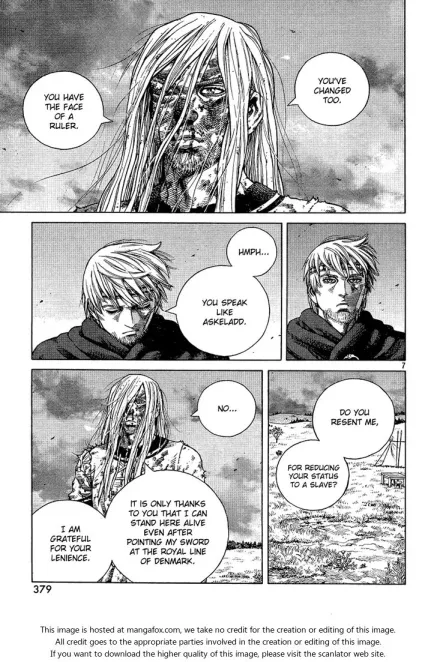 YOU'VE
CHANGED
TOO.
YOU HAVE
THE FACE
OF A
RULER.
HMPH...
YOU SPEAK
LIKE
ASKELADD.
7
DO YOU
RESENT ME,
FOR REDUCING
YOUR STATUS
TO A SLAVE?
NO...
IT IS ONLY THANKS
TO YOU THAT I CAN
STAND HERE ALIVE
EVEN AFTER
POINTING MY SWORD
AT THE ROYAL LINE
OF DENMARK.
I AM
GRATEFUL
FOR YOUR
LENIENCE.
379
This image is hosted at mangafox.com, we take no credit for the creation or editing of this image.
All credit goes to the appropriate parties involved in the creation or editing of this image.
If you want to download the higher quality of this image, please visit the scanlator web site.